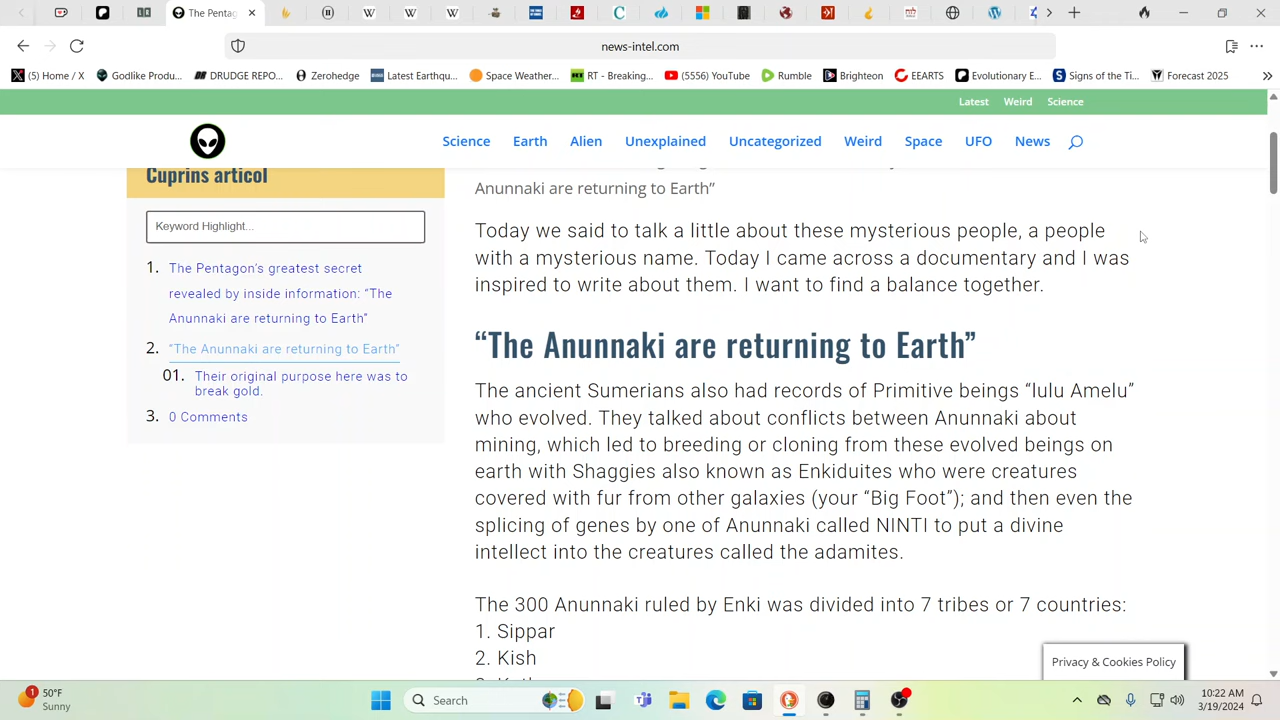 The Pentag
news-intel.com
(5) Home / X
Godlike Produ...
DRUDGE REPO...
Zerohedge
Latest Earthqu...
Space Weather...
RT - Breaking...
(5556) YouTube
Rumble
Brighteon
EEARTS
Evolutionary E...
Signs of the Ti...
Forecast 2025
Latest
Weird
Science
Science
Earth
Alien
Unexplained
Uncategorized
Weird
Space
UFO
News
Cuprins articol
Keyword Highlight...
1. The Pentagon's greatest secret
revealed by inside information: “The
Anunnaki are returning to Earth”
2. “The Anunnaki are returning to Earth”
01. Their original purpose here was to
break gold.
3. 0 Comments
Anunnaki are returning to Earth”
Today we said to talk a little about these mysterious people, a people
with a mysterious name. Today I came across a documentary and I was
inspired to write about them. I want to find a balance together.
“The Anunnaki are returning to Earth”
The ancient Sumerians also had records of Primitive beings “lulu Amelu”
who evolved. They talked about conflicts between Anunnaki about
mining, which led to breeding or cloning from these evolved beings on
earth with Shaggies also known as Enkiduites who were creatures
covered with fur from other galaxies (your “Big Foot”); and then even the
splicing of genes by one of Anunnaki called NINTI to put a divine
intellect into the creatures called the adamites.
The 300 Anunnaki ruled by Enki was divided into 7 tribes or 7 countries:
1. Sippar
2. Kish
Privacy & Cookies Policy
1
50°F
Sunny
Search
10:22 AM
3/19/2024